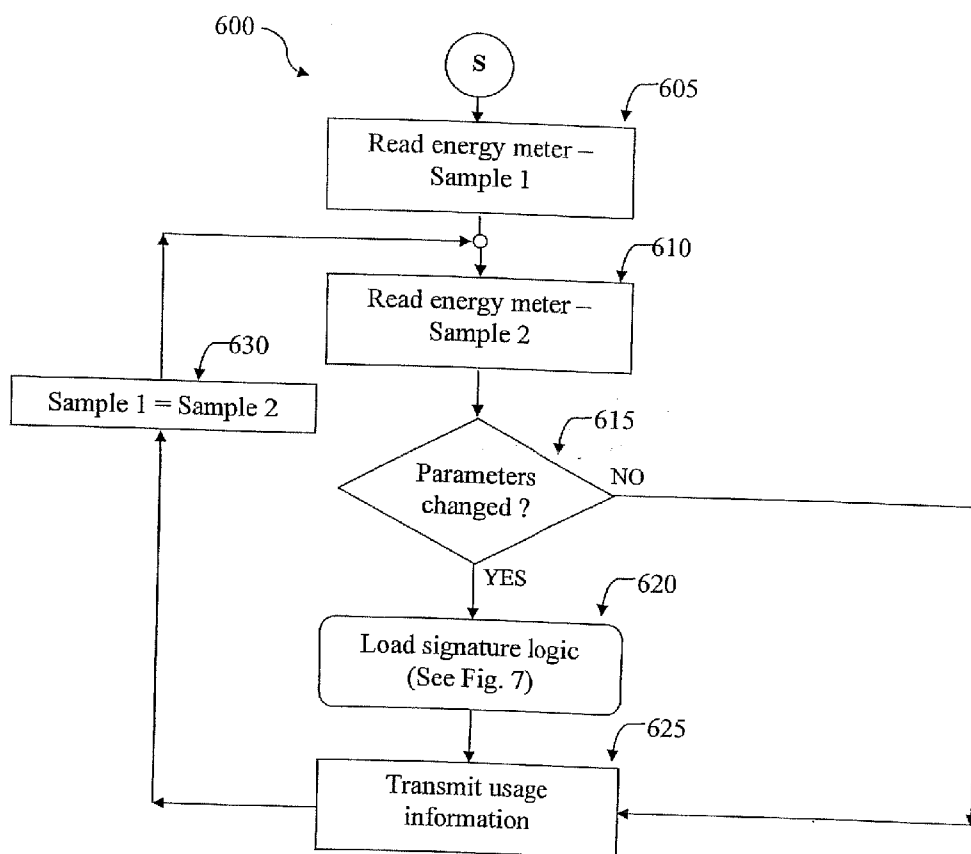 600
S
605
Read energy meter –
Sample 1
610
Read energy meter –
Sample 2
630
Sample 1 = Sample 2
615
Parameters
changed ?
NO
YES
620
Load signature logic
(See Fig. 7)
625
Transmit usage
information